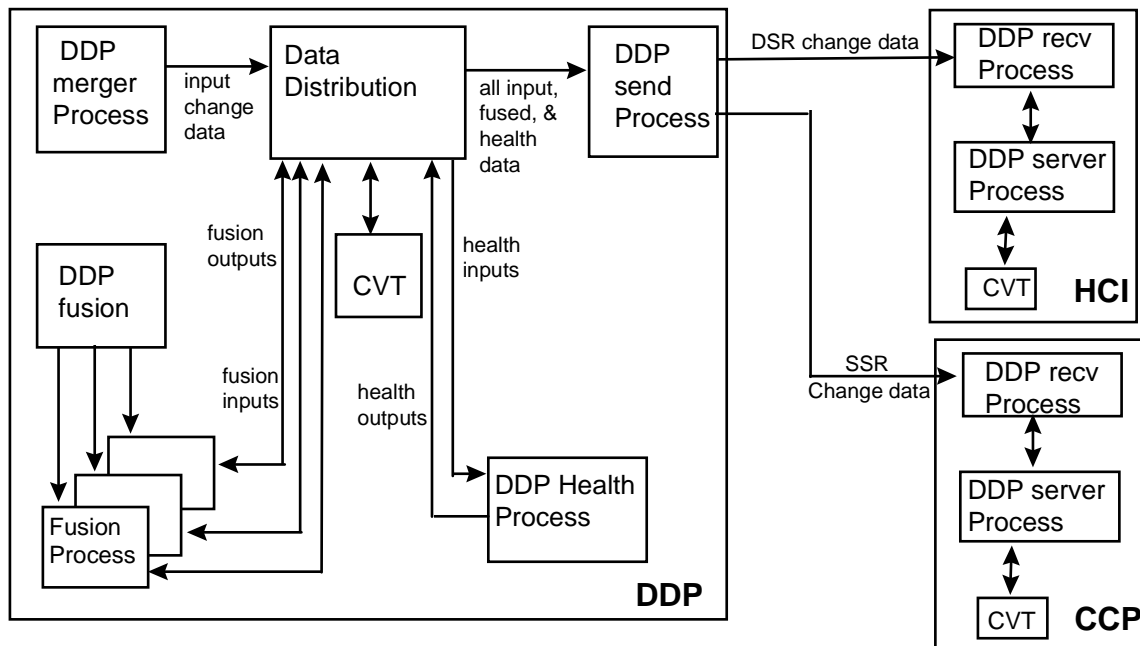 DDP
merger
Process
input
change
data
Data
Distribution
all input,
fused, &
health
data
DDP
send
Process
DSR change data
DDP recv
Process
DDP server
Process
CVT
HCI
DDP
fusion
fusion
outputs
CVT
health
inputs
fusion
inputs
health
outputs
Fusion
Process
DDP Health
Process
DDP
SSR
Change data
DDP recv
Process
DDP server
Process
CVT
CCP